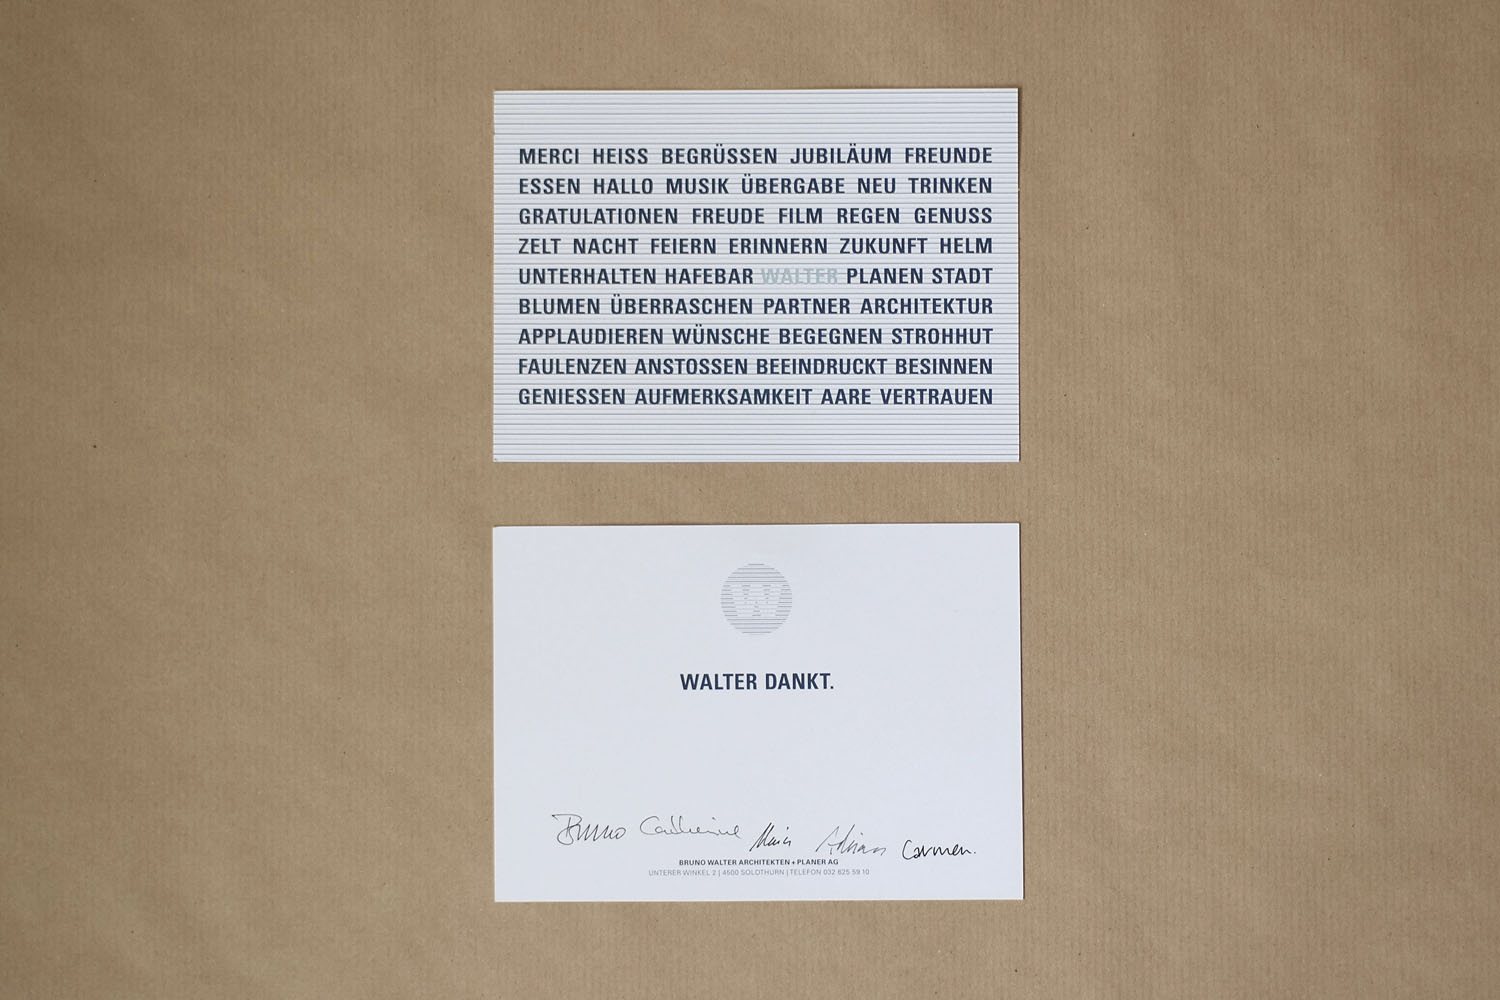 MERCI HEISS BEGRÜSSEN JUBILÄUM FREUNDE
ESSEN HALLO MUSIK ÜBERGABE NEU TRINKEN
GRATULATIONEN FREUDE FILM REGEN GENUSS
ZELT NACHT FEIERN ERINNERN ZUKUNFT HELM
UNTERHALTEN HAFEBAR WALTER PLANEN STADT
BLUMEN ÜBERRASCHEN PARTNER ARCHITEKTUR
APPLAUDIEREN WÜNSCHE BEGEGNEN STROHHUT
FAULENZEN ANSTOSSEN BEEINDRUCKT BESINNEN
GENIESSEN AUFMERKSAMKEIT AARE VERTRAUEN
W
WALTER DANKT.
Bruno Catherine Adrian Carmen.
BRUNO WALTER ARCHITEKTEN + PLANER AG
UNTERER WINKEL 2 | 4500 SOLOTHURN | TELEFON 032 625 59 10